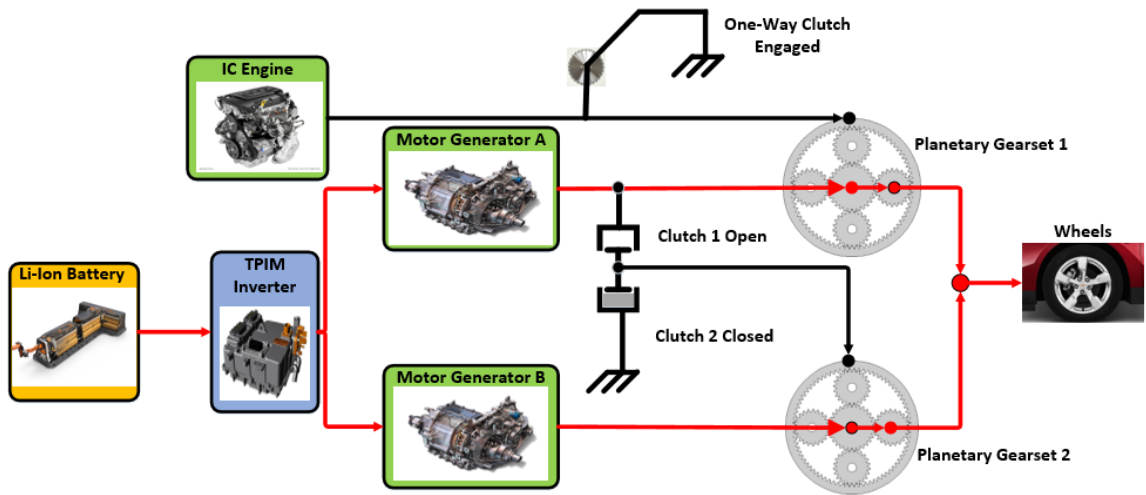 One-Way Clutch
Engaged
IC Engine
Motor Generator A
Planetary Gearset 1
Clutch 1 Open
Wheels
Li-Ion Battery
TPIM
Inverter
Clutch 2 Closed
Motor Generator B
Planetary Gearset 2